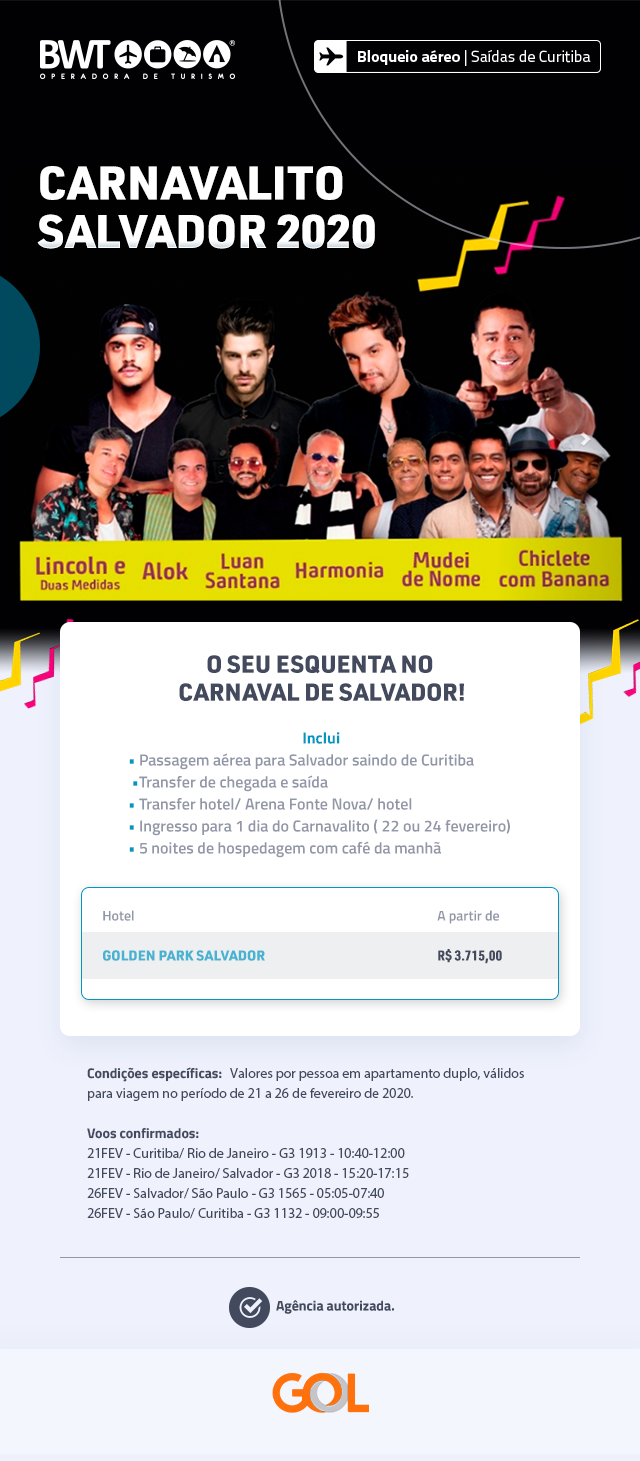 BWT
OPERADORA DE TURISMO
Bloqueio aéreo | Saídas de Curitiba
CARNAVALITO
SALVADOR 2020
Lincoln e
Duas Medidas
Alok
Luan
Santana
Harmonia
Mudei
de Nome
Chiclete
com Banana
O SEU ESQUENTA NO
CARNAVAL DE SALVADOR!
Inclui
▪ Passagem aérea para Salvador saindo de Curitiba
▪Transfer de chegada e saída
▪ Transfer hotel/ Arena Fonte Nova/ hotel
▪ Ingresso para 1 dia do Carnavalito ( 22 ou 24 fevereiro)
▪ 5 noites de hospedagem com café da manhã
Hotel A partir de
GOLDEN PARK SALVADOR R$ 3.715,00
Condições específicas: Valores por pessoa em apartamento duplo, válidos
para viagem no período de 21 a 26 de fevereiro de 2020.
Voos confirmados:
21FEV - Curitiba/ Rio de Janeiro - G3 1913 - 10:40-12:00
21FEV - Rio de Janeiro/ Salvador - G3 2018 - 15:20-17:15
26FEV - Salvador/ São Paulo - G3 1565 - 05:05-07:40
26FEV - São Paulo/ Curitiba - G3 1132 - 09:00-09:55
Agência autorizada.
GOL